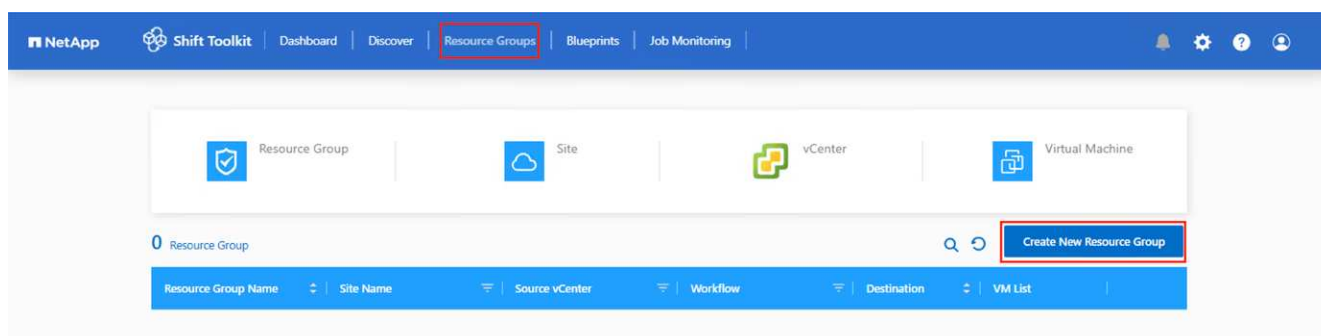 NetApp Shift Toolkit Dashboard Discover Resource Groups Blueprints Job Monitoring
Resource Group Site vCenter Virtual Machine
0 Resource Group Create New Resource Group
Resource Group Name Site Name Source vCenter Workflow Destination VM List